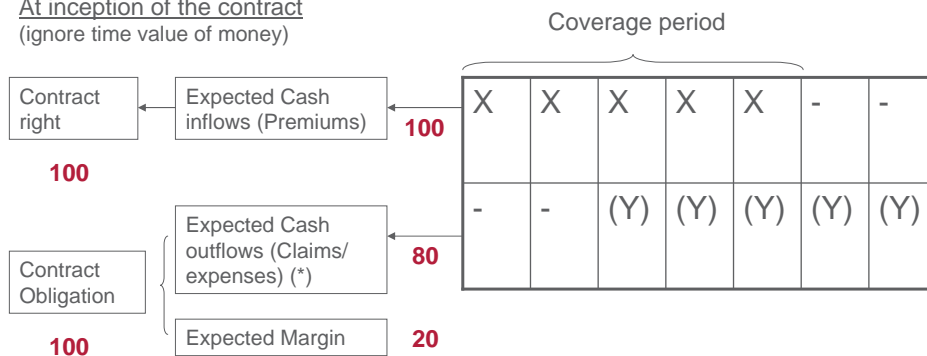 At inception of the contract
(ignore time value of money)
Coverage period
Contract
right
100
Expected Cash
inflows (Premiums)
100
X X X X X - -
- - (Y) (Y) (Y) (Y) (Y)
Expected Cash
outflows (Claims/
expenses) (*)
80
Contract
Obligation
100
Expected Margin
20